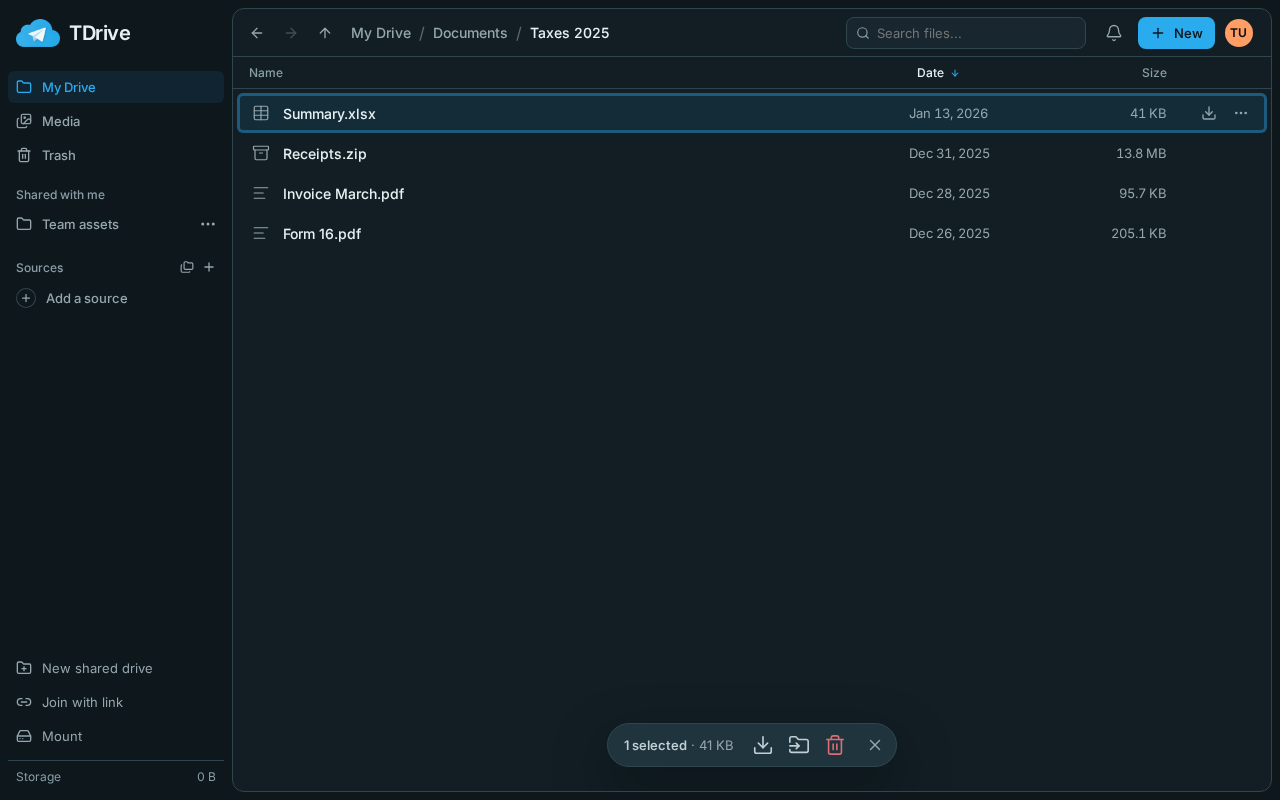 TDrive
My Drive / Documents / Taxes 2025
Search files...
New
TU
My Drive
Media
Trash
Shared with me
Team assets
Sources
Add a source
New shared drive
Join with link
Mount
Storage 0 B
Name Date Size
Summary.xlsx Jan 13, 2026 41 KB
Receipts.zip Dec 31, 2025 13.8 MB
Invoice March.pdf Dec 28, 2025 95.7 KB
Form 16.pdf Dec 26, 2025 205.1 KB
1 selected · 41 KB